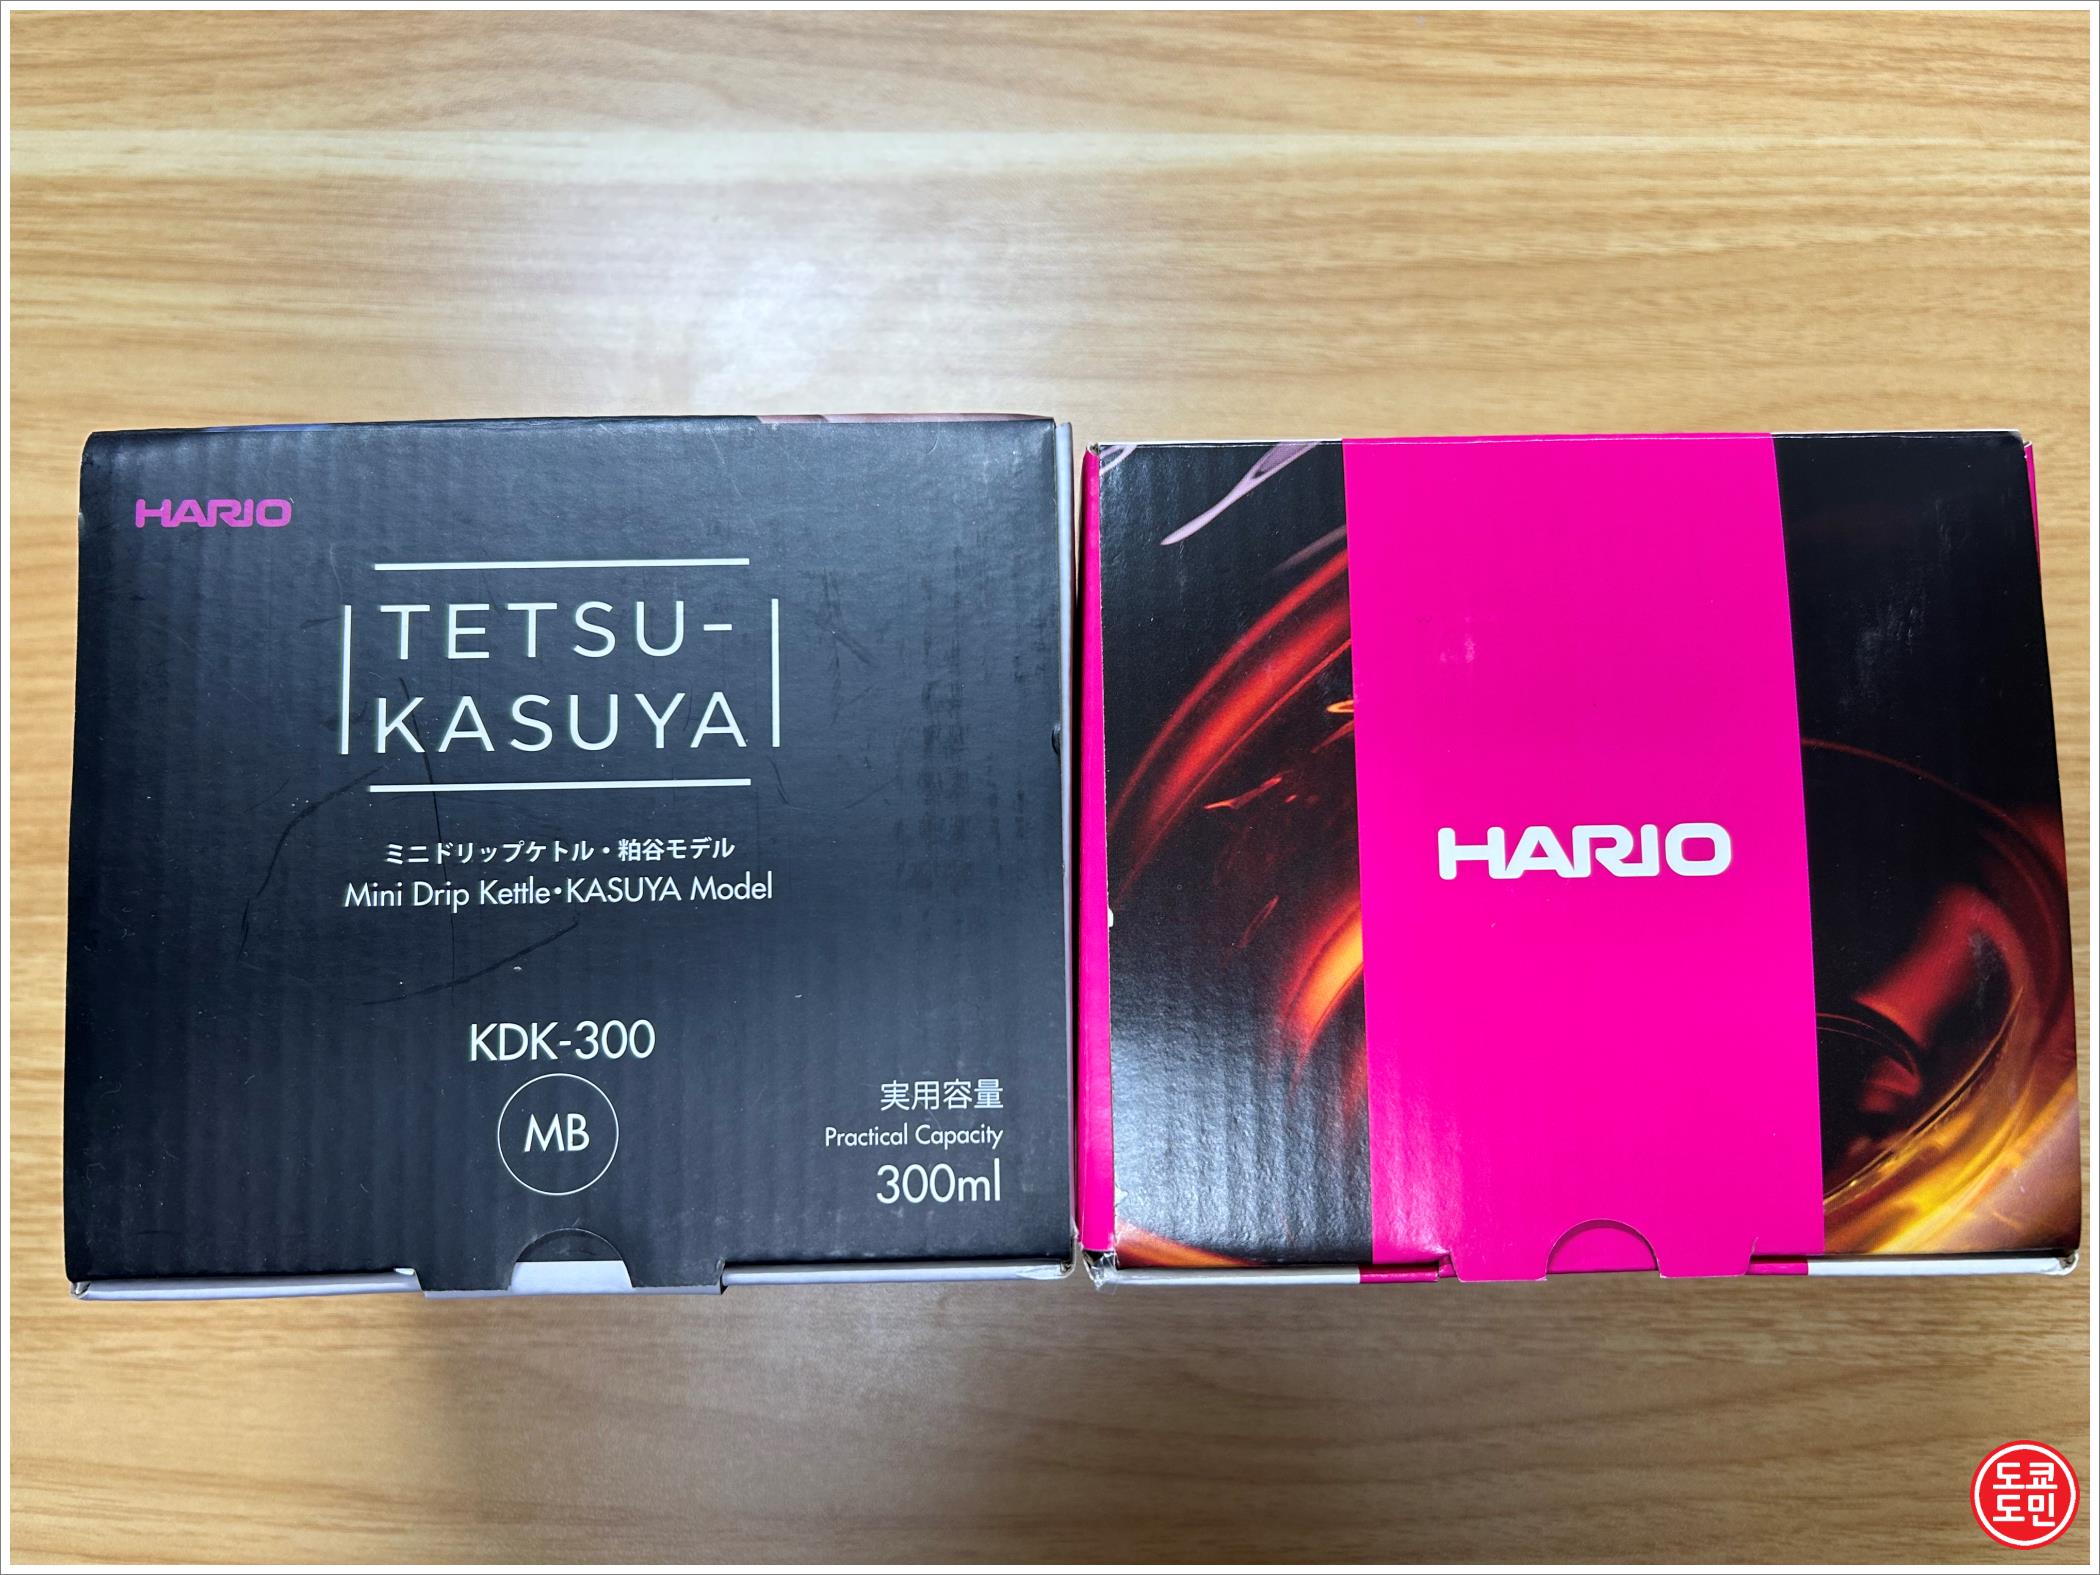 HARIO
TETSU-
KASUYA
ミニドリップケトル・粕谷モデル
Mini Drip Kettle・KASUYA Model
KDK-300
MB
実用容量
Practical Capacity
300ml
HARIO
도쿄
도민